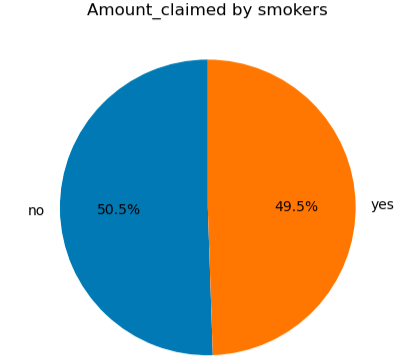 Amount_claimed by smokers
no
50.5%
49.5%
yes